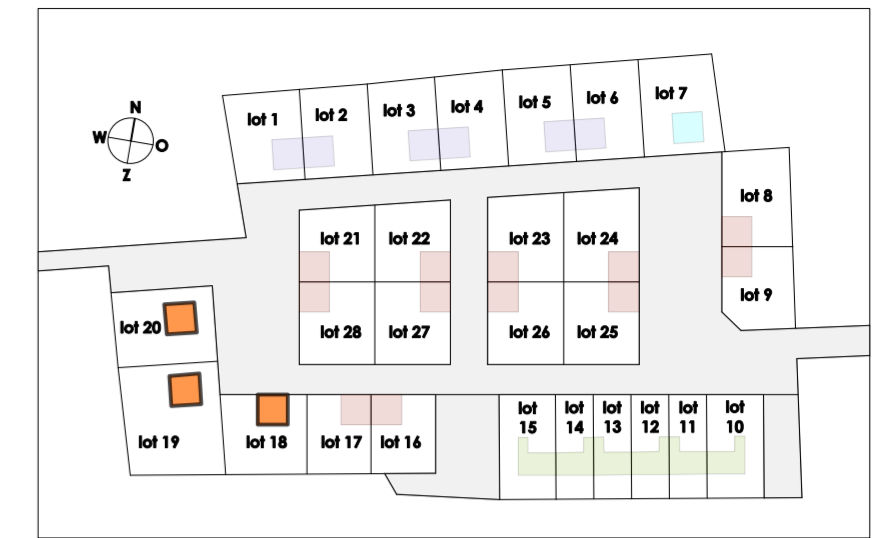 N
W
O
Z
lot 1
lot 2
lot 3
lot 4
lot 5
lot 6
lot 7
lot 8
lot 9
lot 21
lot 22
lot 23
lot 24
lot 28
lot 27
lot 26
lot 25
lot 20
lot 19
lot 18
lot 17
lot 16
lot
15
lot
14
lot
13
lot
12
lot
11
lot
10